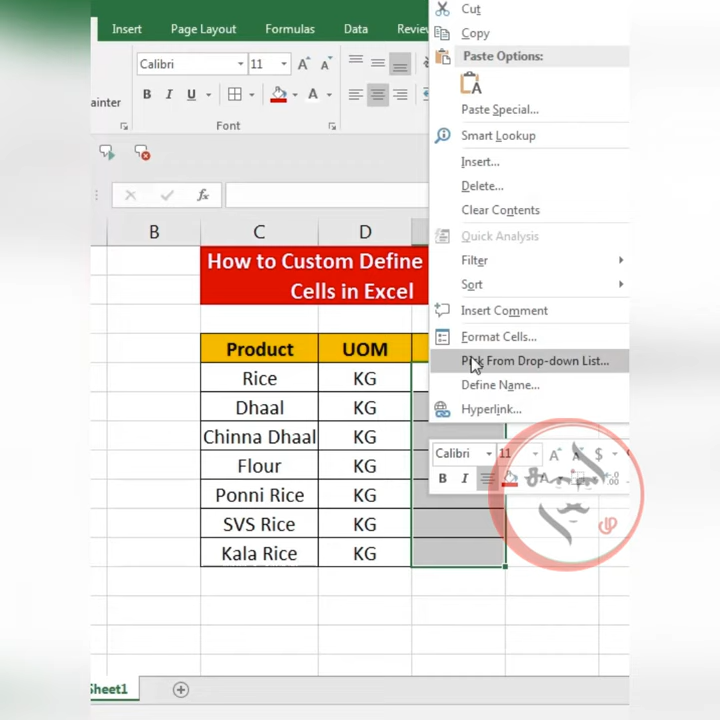 Cut
Insert Page Layout Formulas Data Revie
Copy
Paste Options:
Calibri 11 A A
ainter
B I U A
A
Paste Special...
Font
Smart Lookup
Insert...
fx
Delete...
Clear Contents
B C D
Quick Analysis
How to Custom Define
Filter
Cells in Excel
Sort
Insert Comment
Format Cells...
Product UOM
Pick From Drop-down List...
Rice KG
Define Name...
Dhaal KG
Hyperlink...
Chinna Dhaal KG
Calibri 11 A A $
Flour KG
B I
Ponni Rice KG
SVS Rice KG
Kala Rice KG
Sheet1